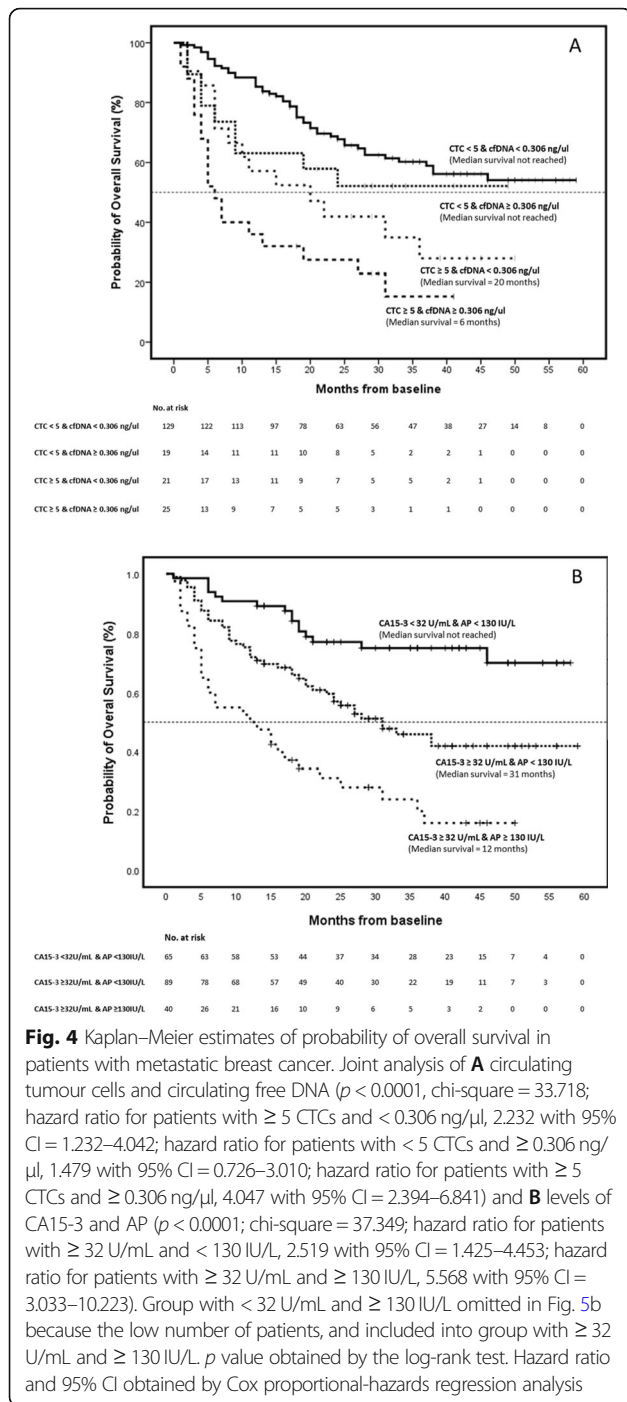 A
Probability of Overall Survival (%)
100
80
60
40
20
0
CTC < 5 & cfDNA < 0.306 ng/ul
(Median survival not reached)
CTC < 5 & cfDNA ≥ 0.306 ng/ul
(Median survival not reached)
CTC ≥ 5 & cfDNA < 0.306 ng/ul
(Median survival = 20 months)
CTC ≥ 5 & cfDNA ≥ 0.306 ng/ul
(Median survival = 6 months)
0 5 10 15 20 25 30 35 40 45 50 55 60
Months from baseline
No. at risk
CTC < 5 & cfDNA < 0.306 ng/ul 129 122 113 97 78 63 56 47 38 27 14 8 0
CTC < 5 & cfDNA ≥ 0.306 ng/ul 19 14 11 11 10 8 5 2 2 1 0 0 0
CTC ≥ 5 & cfDNA < 0.306 ng/ul 21 17 13 11 9 7 5 5 2 1 0 0 0
CTC ≥ 5 & cfDNA ≥ 0.306 ng/ul 25 13 9 7 5 5 3 1 1 0 0 0 0
B
Probability of Overall Survival (%)
1.0
0.8
0.6
0.4
0.2
0.0
CA15-3 < 32 U/mL & AP < 130 IU/L
(Median survival not reached)
CA15-3 ≥ 32 U/mL & AP < 130 IU/L
(Median survival = 31 months)
CA15-3 ≥ 32 U/mL & AP ≥ 130 IU/L
(Median survival = 12 months)
0 5 10 15 20 25 30 35 40 45 50 55 60
Months from baseline
No. at risk
CA15-3 <32U/mL & AP <130IU/L 65 63 58 53 44 37 34 28 23 15 7 4 0
CA15-3 ≥32U/mL & AP <130IU/L 89 78 68 57 49 40 30 22 19 11 7 3 0
CA15-3 ≥32U/mL & AP ≥130IU/L 40 26 21 16 10 9 6 5 3 2 0 0 0
Fig. 4 Kaplan–Meier estimates of probability of overall survival in
patients with metastatic breast cancer. Joint analysis of A circulating
tumour cells and circulating free DNA (p < 0.0001, chi-square = 33.718;
hazard ratio for patients with ≥ 5 CTCs and < 0.306 ng/μl, 2.232 with 95%
CI = 1.232–4.042; hazard ratio for patients with < 5 CTCs and ≥ 0.306 ng/
μl, 1.479 with 95% CI = 0.726–3.010; hazard ratio for patients with ≥ 5
CTCs and ≥ 0.306 ng/μl, 4.047 with 95% CI = 2.394–6.841) and B levels of
CA15-3 and AP (p < 0.0001; chi-square = 37.349; hazard ratio for patients
with ≥ 32 U/mL and < 130 IU/L, 2.519 with 95% CI = 1.425–4.453; hazard
ratio for patients with ≥ 32 U/mL and ≥ 130 IU/L, 5.568 with 95% CI =
3.033–10.223). Group with < 32 U/mL and ≥ 130 IU/L omitted in Fig. 5b
because the low number of patients, and included into group with ≥ 32
U/mL and ≥ 130 IU/L. p value obtained by the log-rank test. Hazard ratio
and 95% CI obtained by Cox proportional-hazards regression analysis